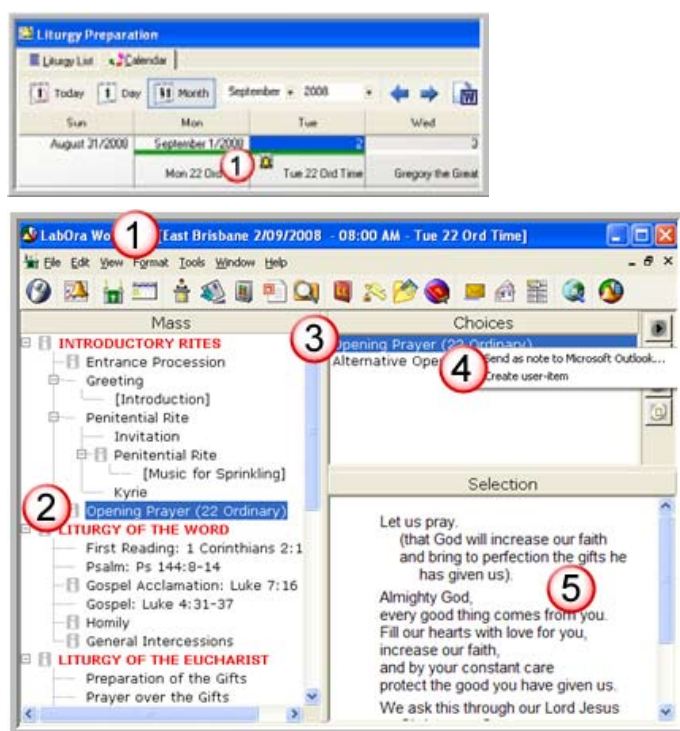 Liturgy Preparation
Liturgy List Calendar
1 Today 1 Day 31 Month September 2008
Sun Mon Tue Wed
August 31/2008 September 1/2008 2 3
1
Mon 22 Ord Tue 22 Ord Time Gregory the Great
LabOra Wo 1 [East Brisbane 2/09/2008 - 08:00 AM - Tue 22 Ord Time]
File Edit View Format Tools Window Help
Mass
INTRODUCTORY RITES
Entrance Procession
Greeting
[Introduction]
Penitential Rite
Invitation
Penitential Rite
[Music for Sprinkling]
Kyrie
2 Opening Prayer (22 Ordinary)
LITURGY OF THE WORD
First Reading: 1 Corinthians 2:1
Psalm: Ps 144:8-14
Gospel Acclamation: Luke 7:16
Gospel: Luke 4:31-37
Homily
General Intercessions
LITURGY OF THE EUCHARIST
Preparation of the Gifts
Prayer over the Gifts
Choices
3 Opening Prayer (22 Ordinary)
Alternative Ope
4 Send as note to Microsoft Outlook...
Create user-item
Selection
Let us pray.
(that God will increase our faith
and bring to perfection the gifts he
has given us).
5
Almighty God,
every good thing comes from you.
Fill our hearts with love for you,
increase our faith,
and by your constant care
protect the good you have given us.
We ask this through our Lord Jesus